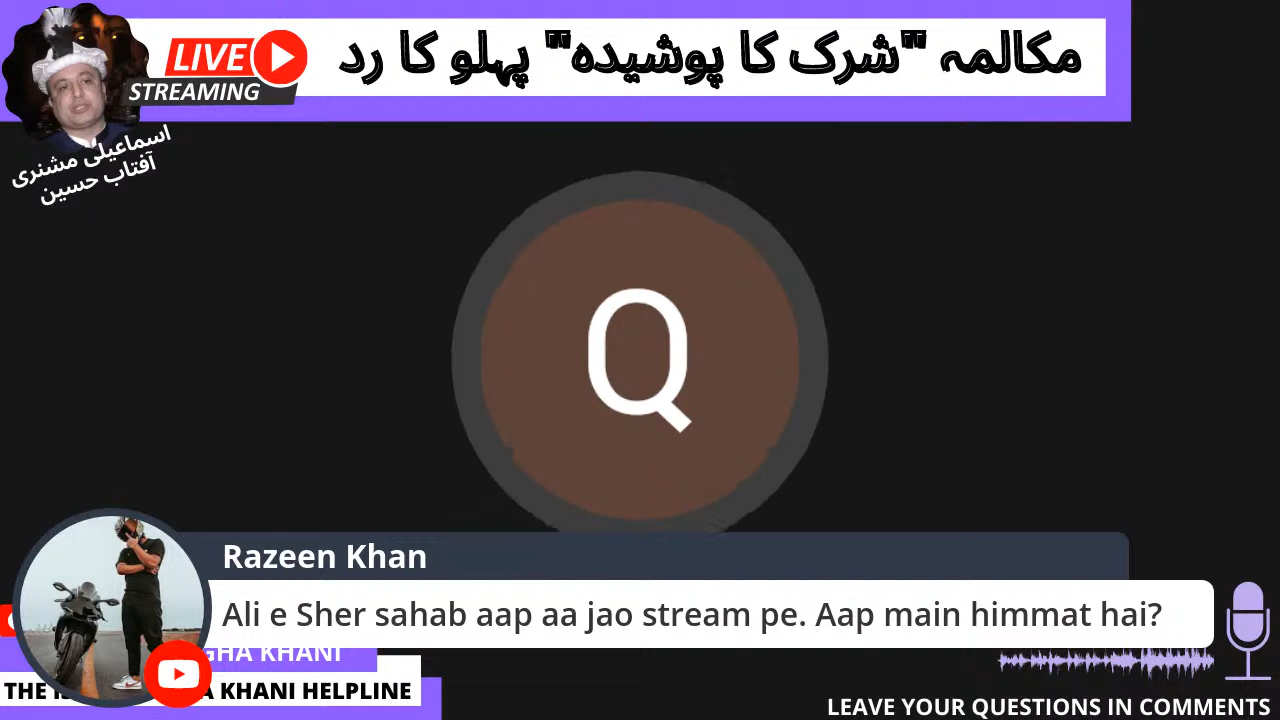 مکالمہ "شرک کا پوشیدہ" پہلو کا رد
LIVE
STREAMING
اسماعیلی مشنری
آفتاب حسین
Q
Razeen Khan
Ali e Sher sahab aap aa jao stream pe. Aap main himmat hai?
KHANI
THE KHANI HELPLINE
LEAVE YOUR QUESTIONS IN COMMENTS